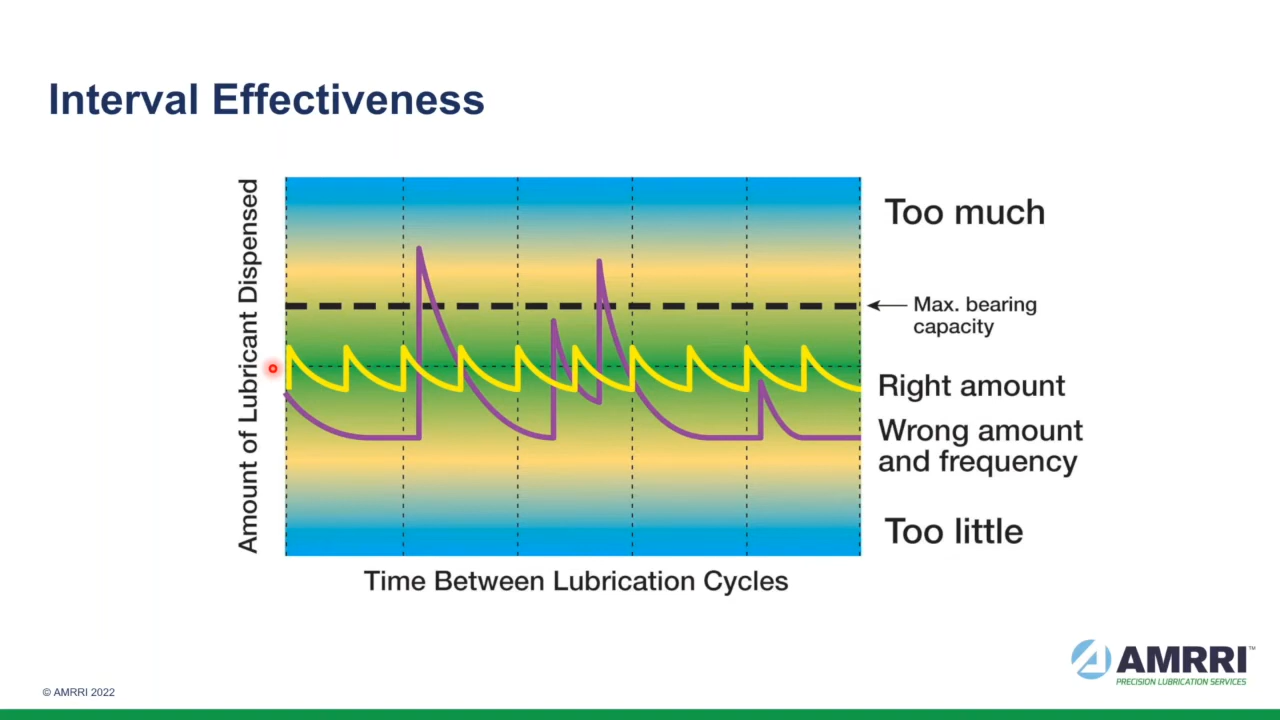 Interval Effectiveness
Amount of Lubricant Dispensed
Too much
Max. bearing
capacity
Right amount
Wrong amount
and frequency
Too little
Time Between Lubrication Cycles
AMRRI™
PRECISION LUBRICATION SERVICES
© AMRRI 2022